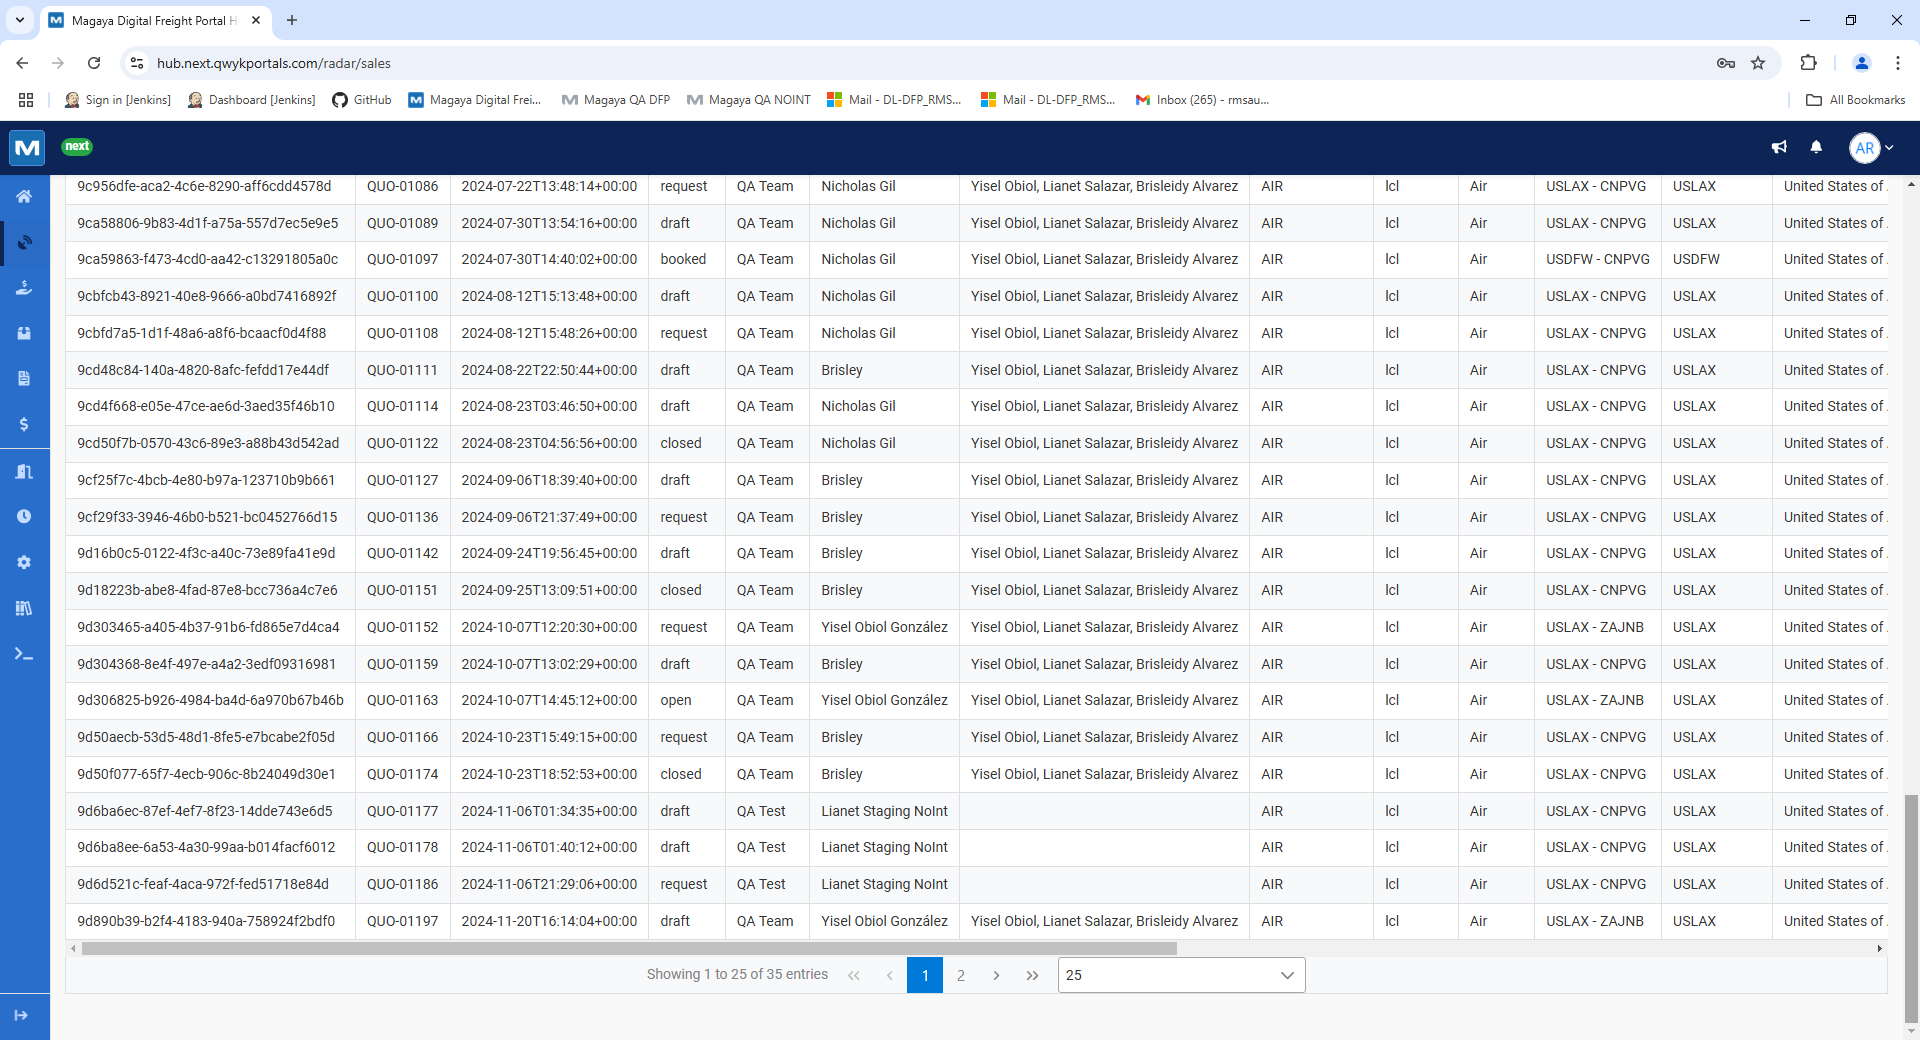 Magaya Digital Freight Portal H
hub.next.qwykportals.com/radar/sales
Sign in [Jenkins] Dashboard [Jenkins] GitHub Magaya Digital Frei... Magaya QA DFP Magaya QA NOINT Mail - DL-DFP_RMS... Mail - DL-DFP_RMS... Inbox (265) - rmsau... All Bookmarks
next AR
9c956dfe-aca2-4c6e-8290-aff6cdd4578d QUO-01086 2024-07-22T13:48:14+00:00 request QA Team Nicholas Gil Yisel Obiol, Lianet Salazar, Brisleidy Alvarez AIR lcl Air USLAX - CNPVG USLAX United States of
9ca58806-9b83-4d1f-a75a-557d7ec5e9e5 QUO-01089 2024-07-30T13:54:16+00:00 draft QA Team Nicholas Gil Yisel Obiol, Lianet Salazar, Brisleidy Alvarez AIR lcl Air USLAX - CNPVG USLAX United States of
9ca59863-f473-4cd0-aa42-c13291805a0c QUO-01097 2024-07-30T14:40:02+00:00 booked QA Team Nicholas Gil Yisel Obiol, Lianet Salazar, Brisleidy Alvarez AIR lcl Air USDFW - CNPVG USDFW United States of
9cbfcb43-8921-40e8-9666-a0bd7416892f QUO-01100 2024-08-12T15:13:48+00:00 draft QA Team Nicholas Gil Yisel Obiol, Lianet Salazar, Brisleidy Alvarez AIR lcl Air USLAX - CNPVG USLAX United States of
9cbfd7a5-1d1f-48a6-a8f6-bcaacf0d4f88 QUO-01108 2024-08-12T15:48:26+00:00 request QA Team Nicholas Gil Yisel Obiol, Lianet Salazar, Brisleidy Alvarez AIR lcl Air USLAX - CNPVG USLAX United States of
9cd48c84-140a-4820-8afc-fefdd17e44df QUO-01111 2024-08-22T22:50:44+00:00 draft QA Team Brisley Yisel Obiol, Lianet Salazar, Brisleidy Alvarez AIR lcl Air USLAX - CNPVG USLAX United States of
9cd4f668-e05e-47ce-ae6d-3aed35f46b10 QUO-01114 2024-08-23T03:46:50+00:00 draft QA Team Nicholas Gil Yisel Obiol, Lianet Salazar, Brisleidy Alvarez AIR lcl Air USLAX - CNPVG USLAX United States of
9cd50f7b-0570-43c6-89e3-a88b43d542ad QUO-01122 2024-08-23T04:56:56+00:00 closed QA Team Nicholas Gil Yisel Obiol, Lianet Salazar, Brisleidy Alvarez AIR lcl Air USLAX - CNPVG USLAX United States of
9cf25f7c-4bcb-4e80-b97a-123710b9b661 QUO-01127 2024-09-06T18:39:40+00:00 draft QA Team Brisley Yisel Obiol, Lianet Salazar, Brisleidy Alvarez AIR lcl Air USLAX - CNPVG USLAX United States of
9cf29f33-3946-46b0-b521-bc0452766d15 QUO-01136 2024-09-06T21:37:49+00:00 request QA Team Brisley Yisel Obiol, Lianet Salazar, Brisleidy Alvarez AIR lcl Air USLAX - CNPVG USLAX United States of
9d16b0c5-0122-4f3c-a40c-73e89fa41e9d QUO-01142 2024-09-24T19:56:45+00:00 draft QA Team Brisley Yisel Obiol, Lianet Salazar, Brisleidy Alvarez AIR lcl Air USLAX - CNPVG USLAX United States of
9d18223b-abe8-4fad-87e8-bcc736a4c7e6 QUO-01151 2024-09-25T13:09:51+00:00 closed QA Team Brisley Yisel Obiol, Lianet Salazar, Brisleidy Alvarez AIR lcl Air USLAX - CNPVG USLAX United States of
9d303465-a405-4b37-91b6-fd865e7d4ca4 QUO-01152 2024-10-07T12:20:30+00:00 request QA Team Yisel Obiol González Yisel Obiol, Lianet Salazar, Brisleidy Alvarez AIR lcl Air USLAX - ZAJNB USLAX United States of
9d304368-8e4f-497e-a4a2-3edf09316981 QUO-01159 2024-10-07T13:02:29+00:00 draft QA Team Brisley Yisel Obiol, Lianet Salazar, Brisleidy Alvarez AIR lcl Air USLAX - CNPVG USLAX United States of
9d306825-b926-4984-ba4d-6a970b67b46b QUO-01163 2024-10-07T14:45:12+00:00 open QA Team Yisel Obiol González Yisel Obiol, Lianet Salazar, Brisleidy Alvarez AIR lcl Air USLAX - ZAJNB USLAX United States of
9d50aecb-53d5-48d1-8fe5-e7bcabe2f05d QUO-01166 2024-10-23T15:49:15+00:00 request QA Team Brisley Yisel Obiol, Lianet Salazar, Brisleidy Alvarez AIR lcl Air USLAX - CNPVG USLAX United States of
9d50f077-65f7-4ecb-906c-8b24049d30e1 QUO-01174 2024-10-23T18:52:53+00:00 closed QA Team Brisley Yisel Obiol, Lianet Salazar, Brisleidy Alvarez AIR lcl Air USLAX - CNPVG USLAX United States of
9d6ba6ec-87ef-4ef7-8f23-14dde743e6d5 QUO-01177 2024-11-06T01:34:35+00:00 draft QA Test Lianet Staging NoInt AIR lcl Air USLAX - CNPVG USLAX United States of
9d6ba8ee-6a53-4a30-99aa-b014facf6012 QUO-01178 2024-11-06T01:40:12+00:00 draft QA Test Lianet Staging NoInt AIR lcl Air USLAX - CNPVG USLAX United States of
9d6d521c-feaf-4aca-972f-fed51718e84d QUO-01186 2024-11-06T21:29:06+00:00 request QA Test Lianet Staging NoInt AIR lcl Air USLAX - CNPVG USLAX United States of
9d890b39-b2f4-4183-940a-758924f2bdf0 QUO-01197 2024-11-20T16:14:04+00:00 draft QA Team Yisel Obiol González Yisel Obiol, Lianet Salazar, Brisleidy Alvarez AIR lcl Air USLAX - ZAJNB USLAX United States of
Showing 1 to 25 of 35 entries 1 2 25